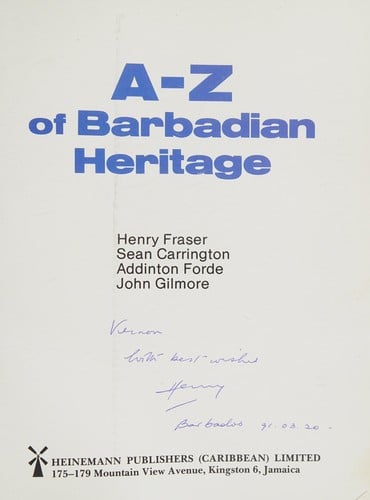 A-Z
of Barbadian
Heritage
Henry Fraser
Sean Carrington
Addinton Forde
John Gilmore
Vernon
with best wishes
Henry
Barbados 91.03.20.
HEINEMANN PUBLISHERS (CARIBBEAN) LIMITED
175–179 Mountain View Avenue, Kingston 6, Jamaica